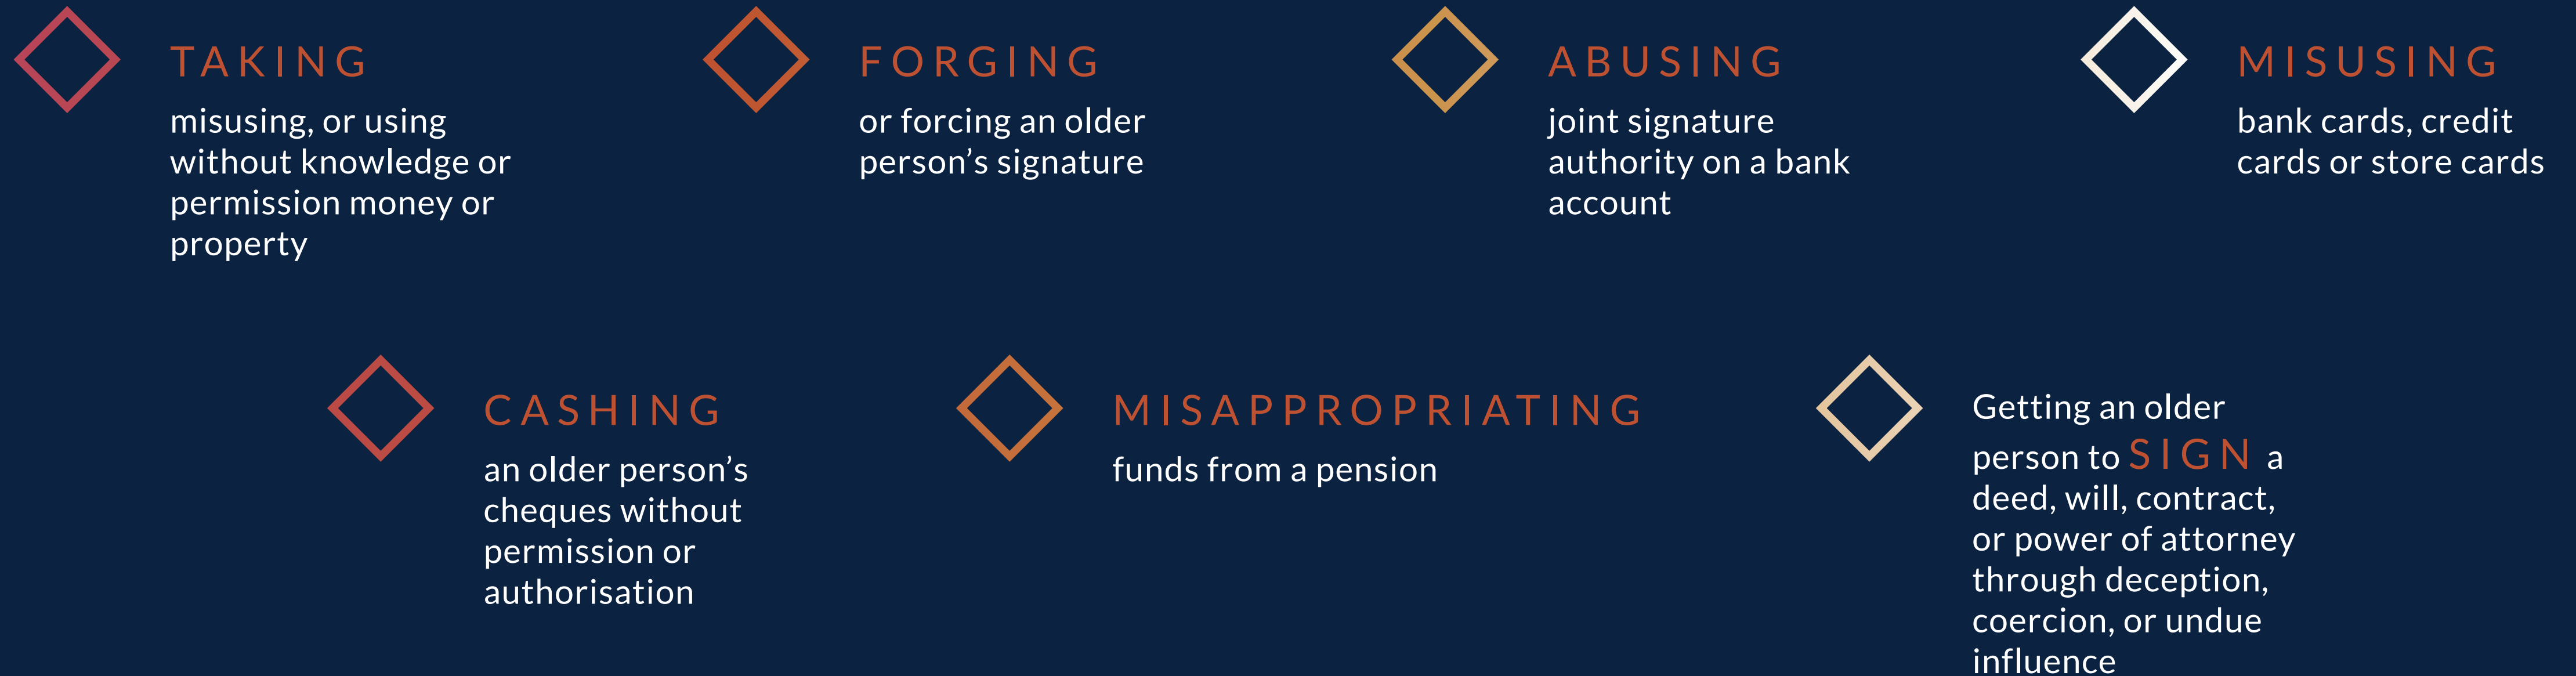 TAKING
misusing, or using
without knowledge or
permission money or
property
FORGING
or forcing an older
person’s signature
ABUSING
joint signature
authority on a bank
account
MISUSING
bank cards, credit
cards or store cards
CASHING
an older person’s
cheques without
permission or
authorisation
MISAPPROPRIATING
funds from a pension
Getting an older
person to SIGN a
deed, will, contract,
or power of attorney
through deception,
coercion, or undue
influence